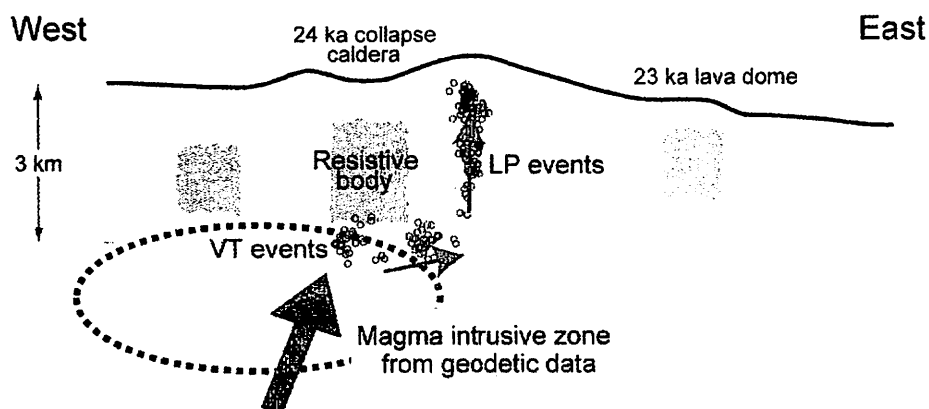 West
24 ka collapse
caldera
East
23 ka lava dome
3 km
Resistive
body
LP events
VT events
Magma intrusive zone
from geodetic data